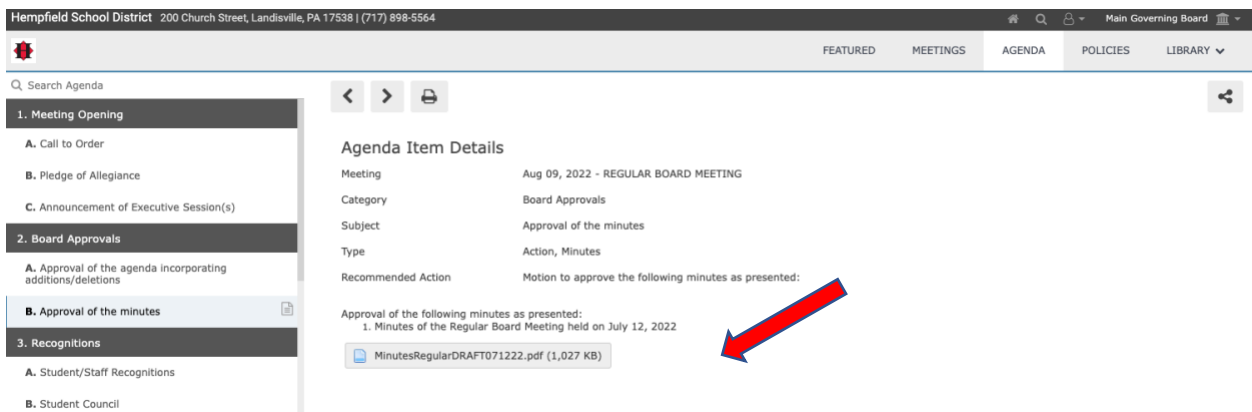 Hempfield School District 200 Church Street, Landisville, PA 17538 | (717) 898-5564
Main Governing Board
FEATURED MEETINGS AGENDA POLICIES LIBRARY
Search Agenda
1. Meeting Opening
A. Call to Order
B. Pledge of Allegiance
C. Announcement of Executive Session(s)
2. Board Approvals
A. Approval of the agenda incorporating
additions/deletions
B. Approval of the minutes
3. Recognitions
A. Student/Staff Recognitions
B. Student Council
Agenda Item Details
Meeting Aug 09, 2022 - REGULAR BOARD MEETING
Category Board Approvals
Subject Approval of the minutes
Type Action, Minutes
Recommended Action Motion to approve the following minutes as presented:
Approval of the following minutes as presented:
1. Minutes of the Regular Board Meeting held on July 12, 2022
MinutesRegularDRAFT071222.pdf (1,027 KB)